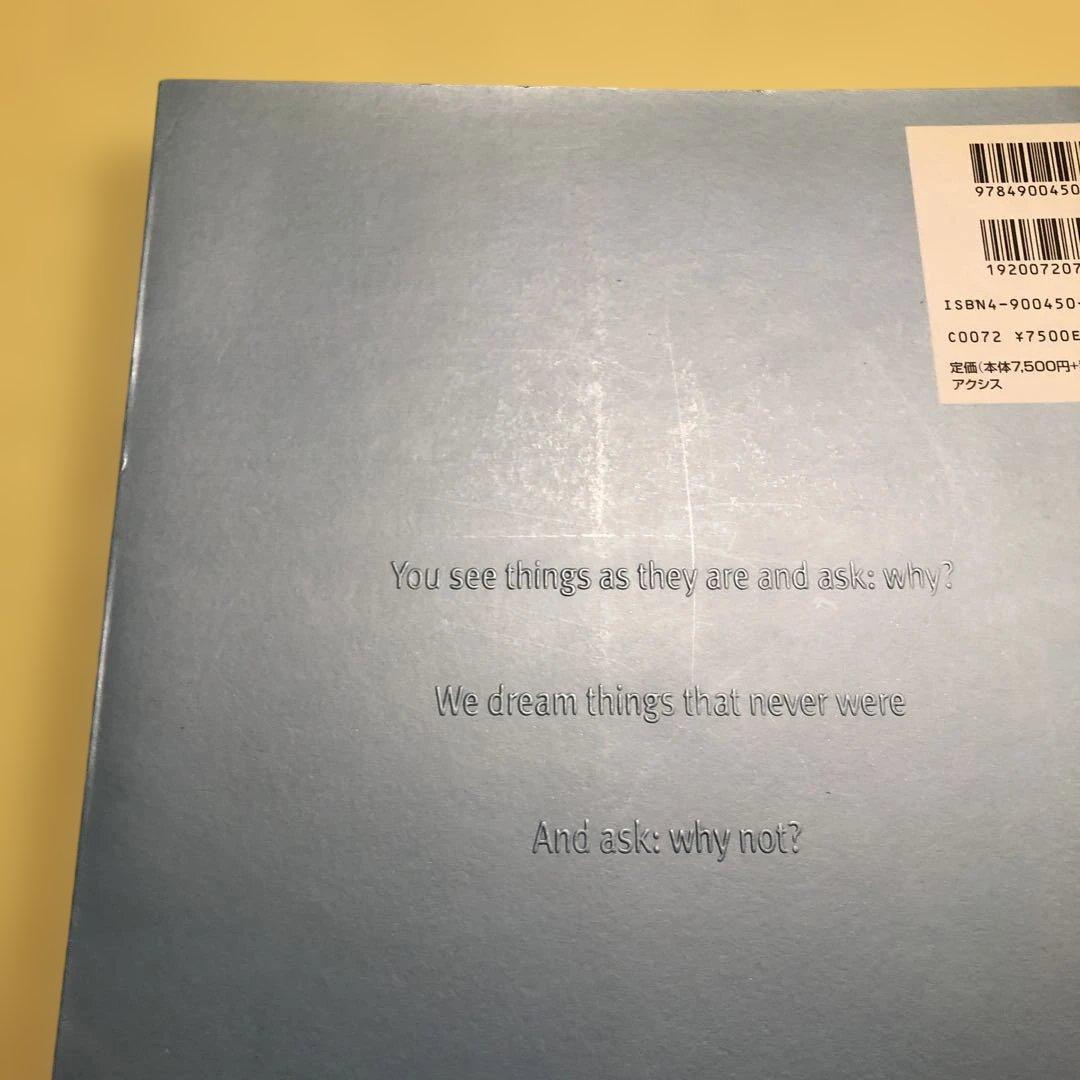 9784900450
192007207
ISBN4-900450-
C0072 ¥7500E
定価(本体7,500円+
アクシス
You see things as they are and ask: why?
We dream things that never were
And ask: why not?